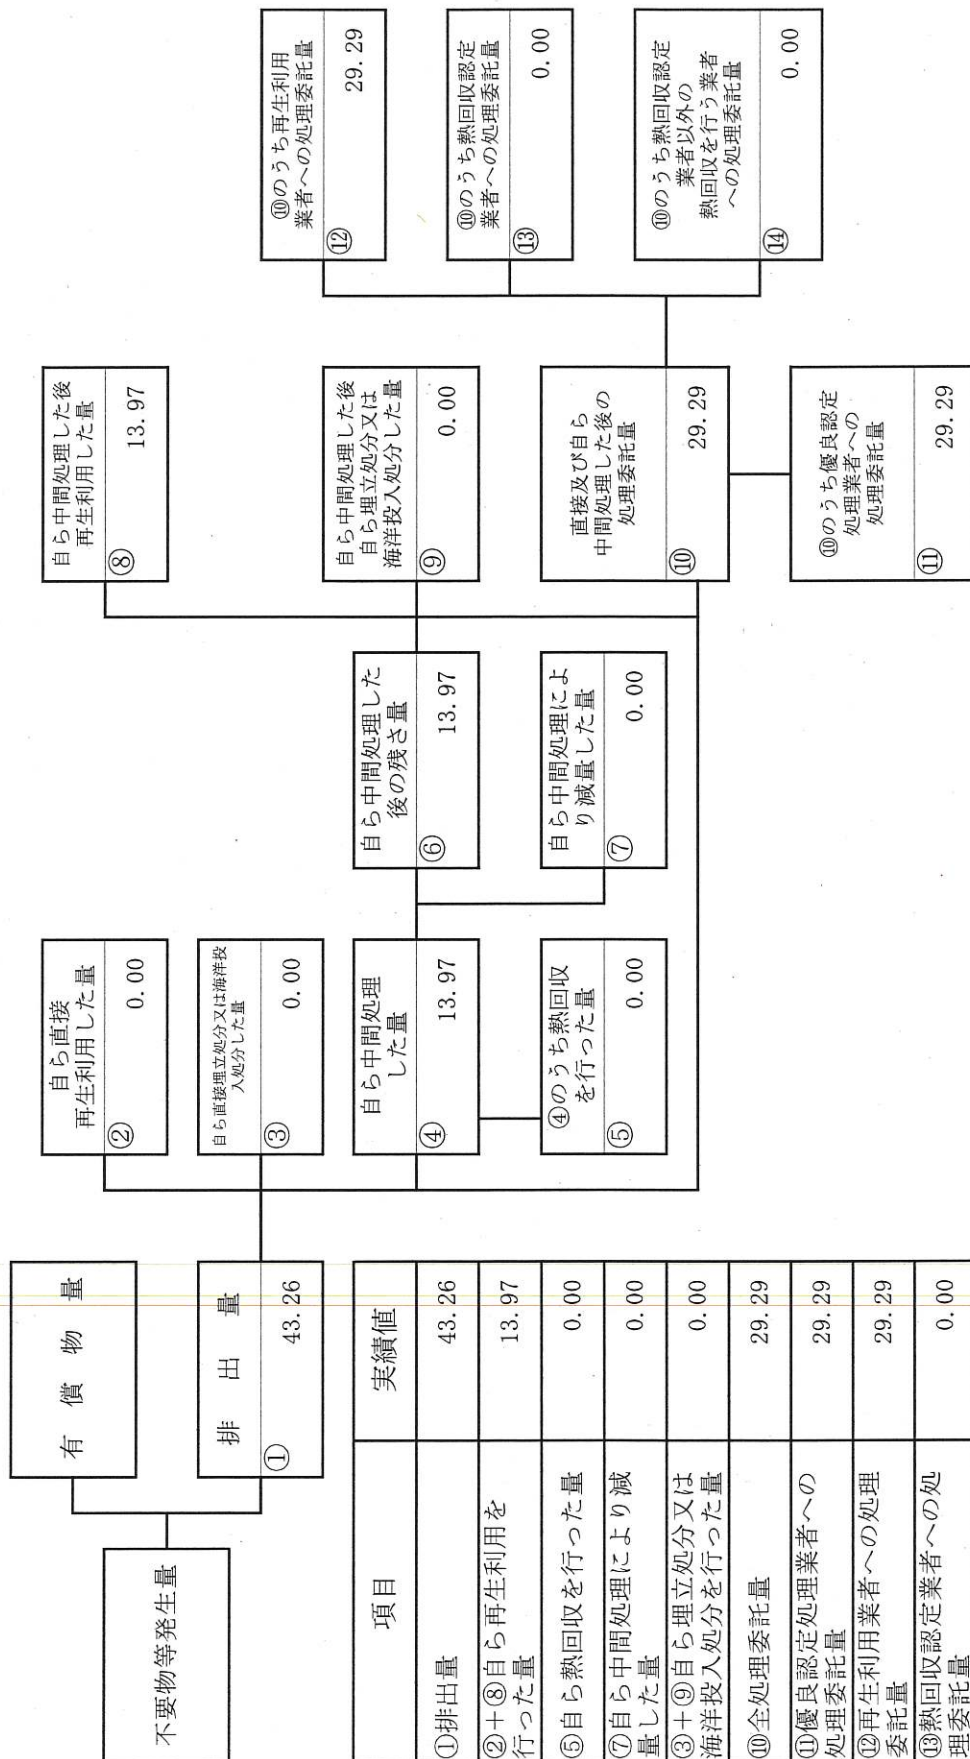 不要物等発生量
有償物量
排出量
①
43.26
自ら直接
再生利用した量
②
0.00
自ら直接埋立処分又は海洋投
入処分した量
③
0.00
自ら中間処理
した量
④
13.97
④のうち熱回収
を行った量
⑤
0.00
自ら中間処理した
後の残さ量
⑥
13.97
自ら中間処理によ
り減量した量
⑦
0.00
自ら中間処理した後
再生利用した量
⑧
13.97
自ら中間処理した後
自ら埋立処分又は
海洋投入処分した量
⑨
0.00
直接及び自ら
中間処理した後の
処理委託量
⑩
29.29
⑩のうち優良認定
処理業者への
処理委託量
⑪
29.29
⑩のうち再生利用
業者への処理委託量
⑫
29.29
⑩のうち熱回収認定
業者への処理委託量
⑬
0.00
⑩のうち熱回収認定
業者以外の
熱回収を行う業者
への処理委託量
⑭
0.00
項目
実績値
①排出量
43.26
②+⑧自ら再生利用を
行った量
13.97
⑤自ら熱回収を行った量
0.00
⑦自ら中間処理により減
量した量
0.00
③+⑨自ら埋立処分又は
海洋投入処分を行った量
0.00
⑩全処理委託量
29.29
⑪優良認定処理業者への
処理委託量
29.29
⑫再生利用業者への処理
委託量
29.29
⑬熱回収認定業者への処
理委託量
0.00